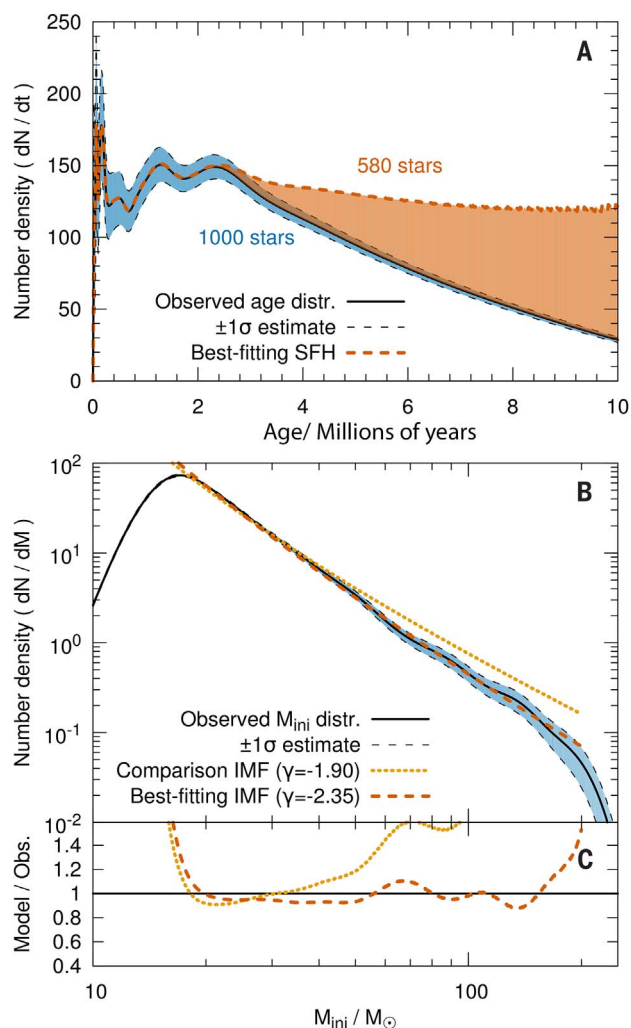 A
250
200
150
100
50
0
Number density ( dN / dt )
580 stars
1000 stars
Observed age distr.
±1σ estimate
Best-fitting SFH
0 2 4 6 8 10
Age/ Millions of years
B
10²
10¹
10⁰
10⁻¹
10⁻²
Number density ( dN / dM )
Observed Mᵢₙᵢ distr.
±1σ estimate
Comparison IMF (γ=-1.90)
Best-fitting IMF (γ=-2.35)
C
1.4
1.2
1
0.8
0.6
0.4
Model / Obs.
10 100
Mᵢₙᵢ / M☉